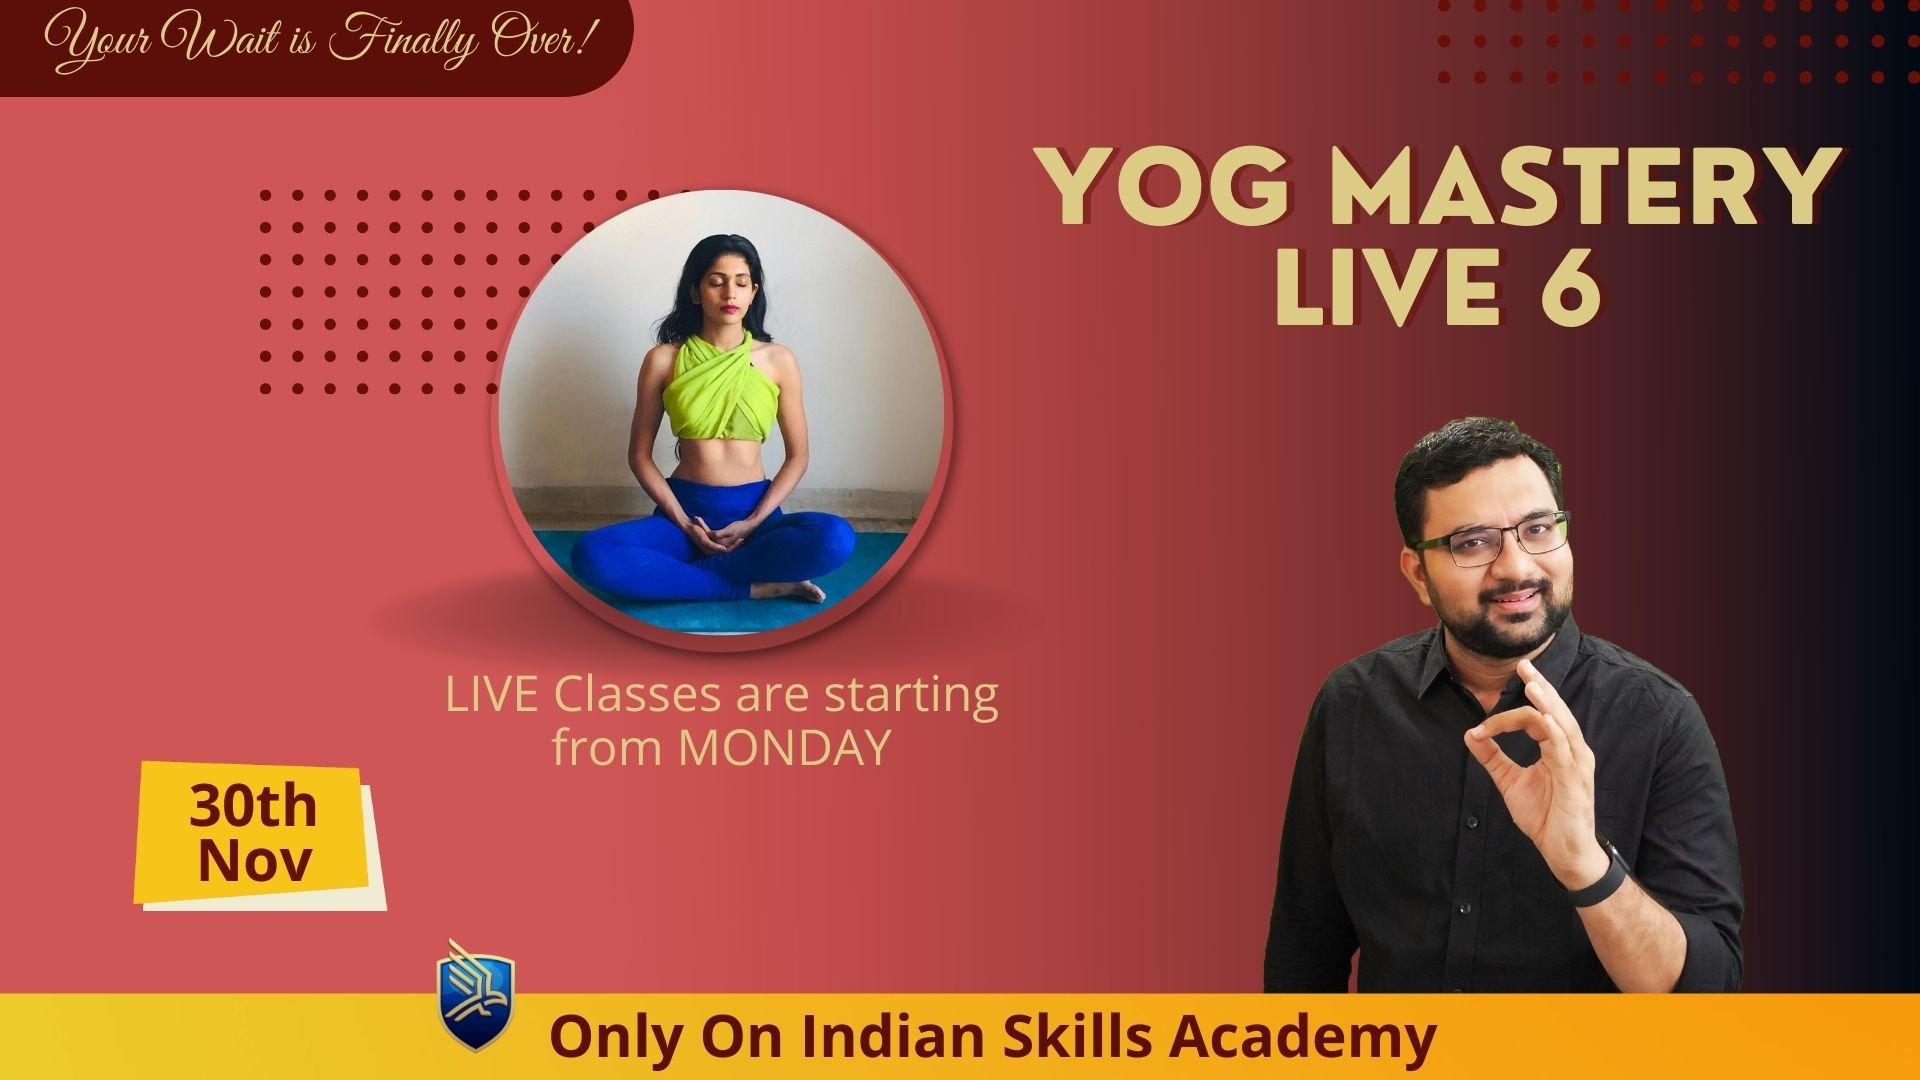 Your Wait is Finally Over!
YOG MASTERY
LIVE 6
LIVE Classes are starting
from MONDAY
30th
Nov
Only On Indian Skills Academy